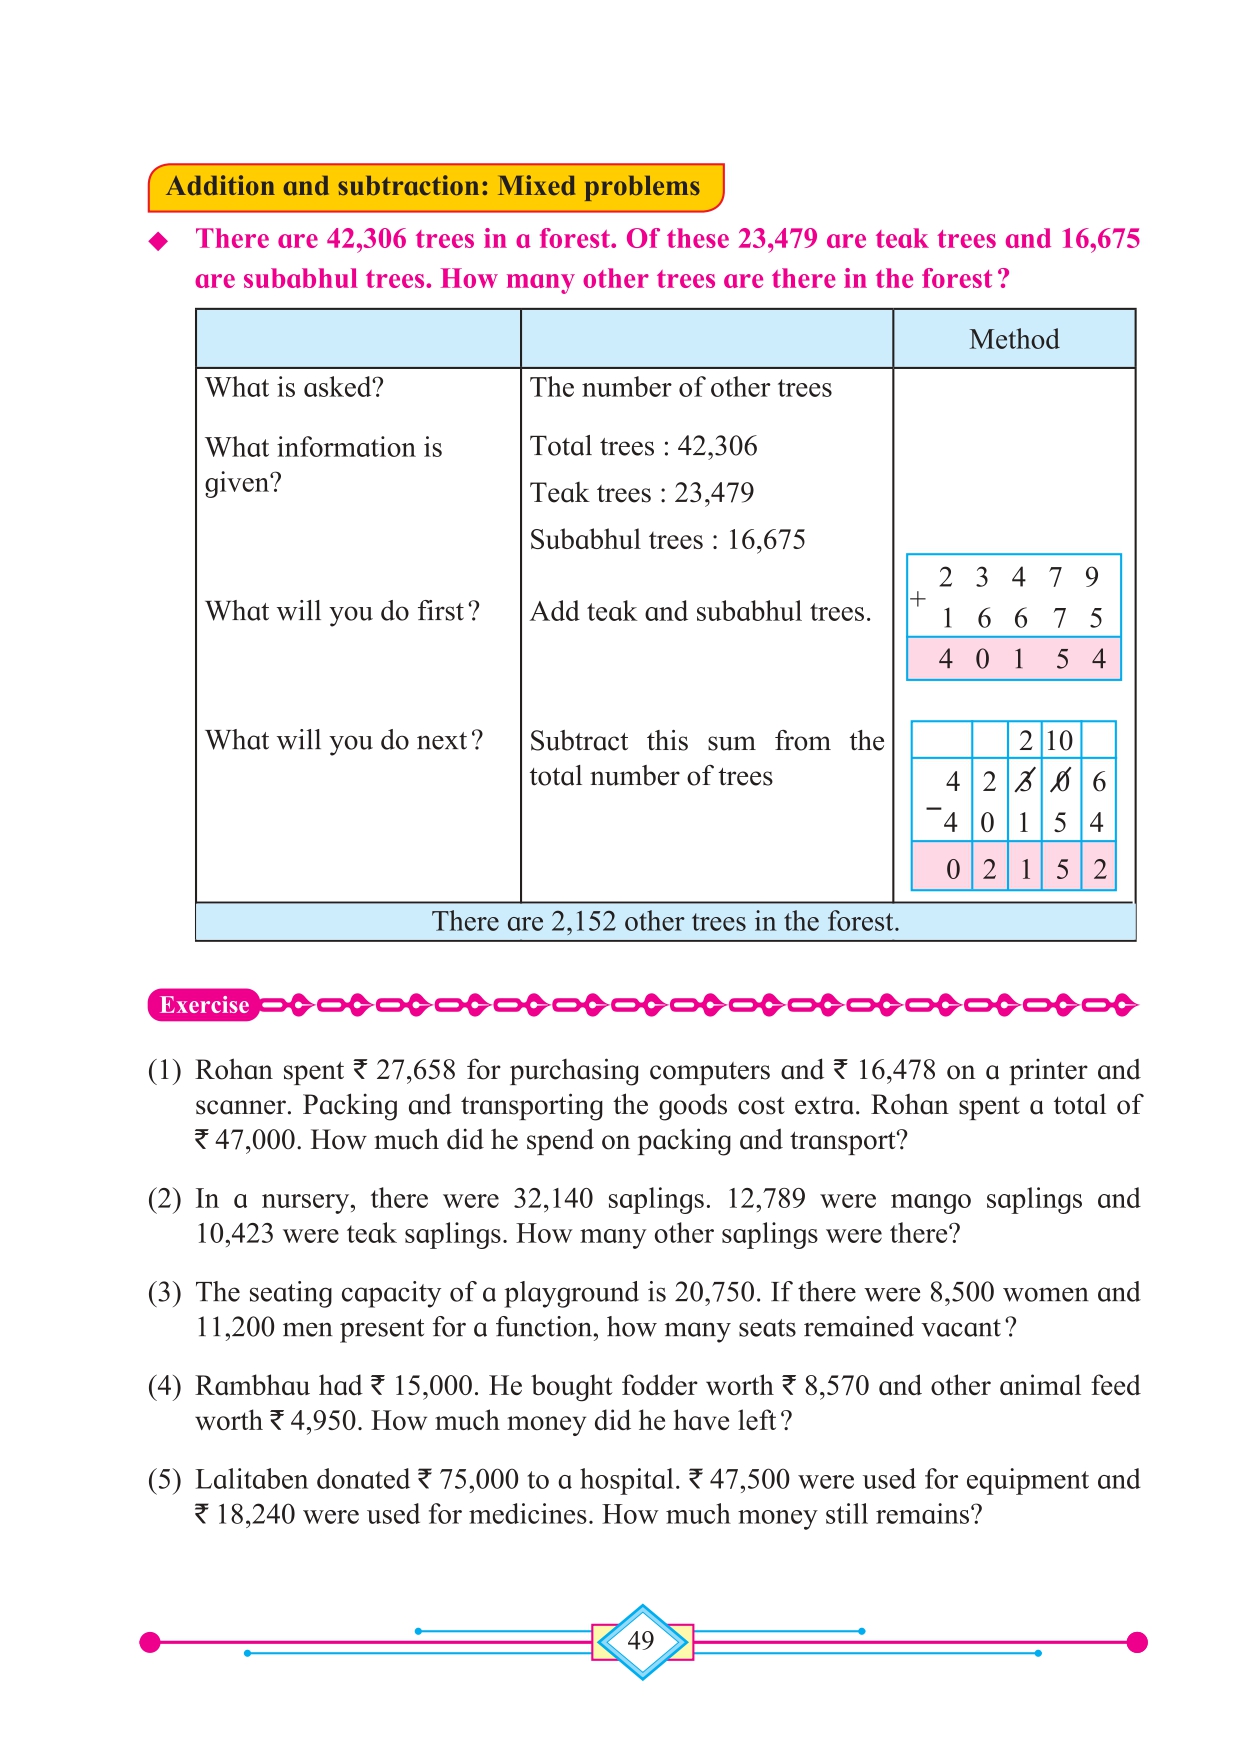 Addition and subtraction: Mixed problems
◆ There are 42,306 trees in a forest. Of these 23,479 are teak trees and 16,675
are subabhul trees. How many other trees are there in the forest?
Method
What is asked?
The number of other trees
What information is
given?
Total trees : 42,306
Teak trees : 23,479
Subabhul trees : 16,675
What will you do first?
Add teak and subabhul trees.
2 3 4 7 9
+
1 6 6 7 5
4 0 1 5 4
What will you do next?
Subtract this sum from the
total number of trees
2 10
4 2 3 0 6
−
4 0 1 5 4
0 2 1 5 2
There are 2,152 other trees in the forest.
Exercise
(1) Rohan spent ₹ 27,658 for purchasing computers and ₹ 16,478 on a printer and
scanner. Packing and transporting the goods cost extra. Rohan spent a total of
₹ 47,000. How much did he spend on packing and transport?
(2) In a nursery, there were 32,140 saplings. 12,789 were mango saplings and
10,423 were teak saplings. How many other saplings were there?
(3) The seating capacity of a playground is 20,750. If there were 8,500 women and
11,200 men present for a function, how many seats remained vacant?
(4) Rambhau had ₹ 15,000. He bought fodder worth ₹ 8,570 and other animal feed
worth ₹ 4,950. How much money did he have left?
(5) Lalitaben donated ₹ 75,000 to a hospital. ₹ 47,500 were used for equipment and
₹ 18,240 were used for medicines. How much money still remains?
49